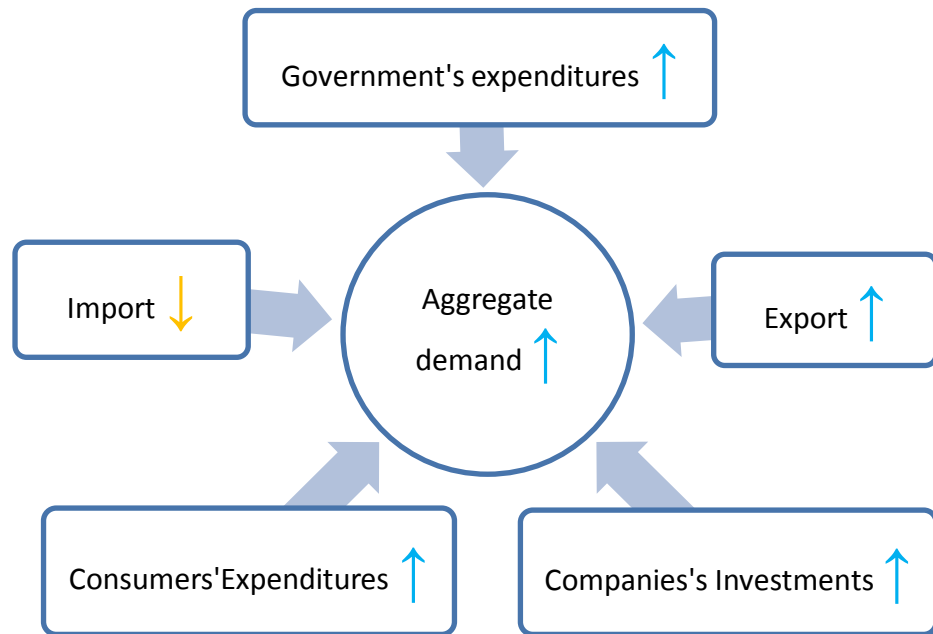 Government's expenditures
Import
Aggregate
demand
Export
Consumers'Expenditures
Companies's Investments